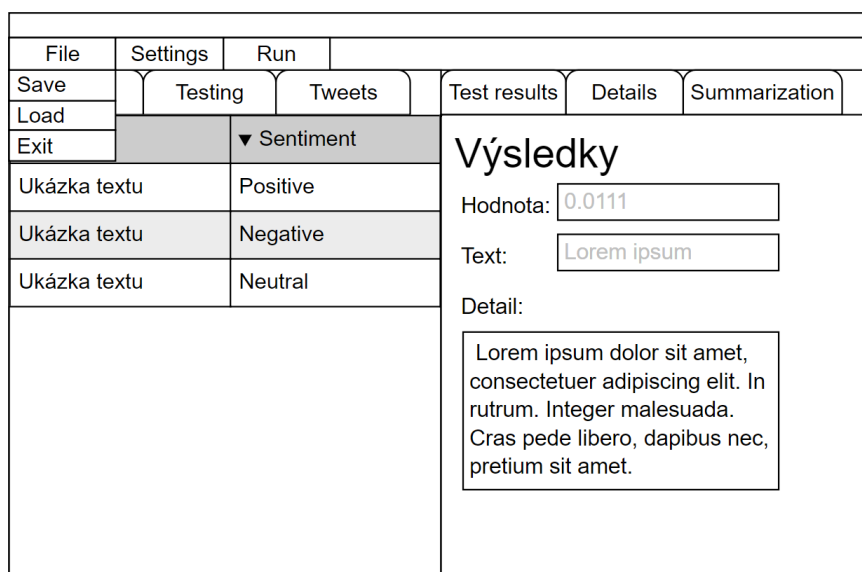 File Settings Run
Save
Load
Exit
Testing Tweets
Test results Details Summarization
▼ Sentiment
Ukázka textu Positive
Ukázka textu Negative
Ukázka textu Neutral
Výsledky
Hodnota: 0.0111
Text: Lorem ipsum
Detail:
Lorem ipsum dolor sit amet,
consectetuer adipiscing elit. In
rutrum. Integer malesuada.
Cras pede libero, dapibus nec,
pretium sit amet.